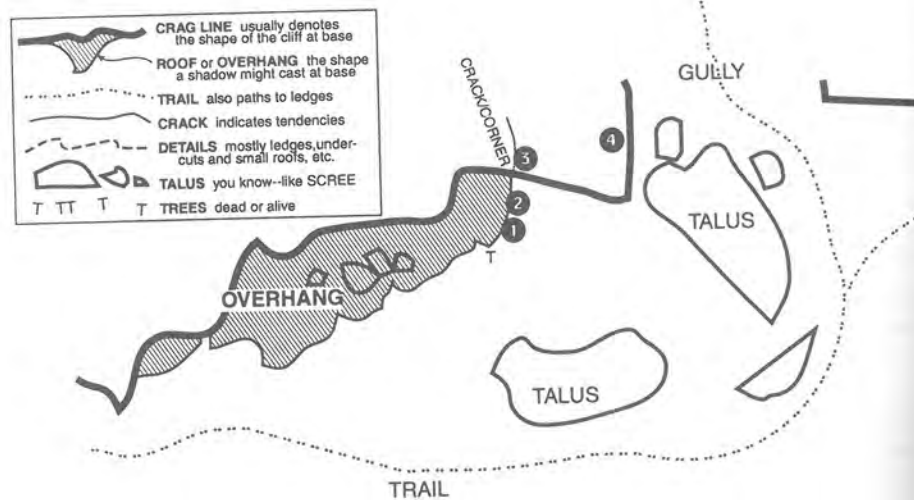 CRAG LINE usually denotes
the shape of the cliff at base
ROOF or OVERHANG the shape
a shadow might cast at base
TRAIL also paths to ledges
CRACK indicates tendencies
DETAILS mostly ledges,under-
cuts and small roofs, etc.
TALUS you know--like SCREE
T TT T T TREES dead or alive
GULLY
CRACK/CORNER
4
3
2
1
T
TALUS
OVERHANG
TALUS
TRAIL